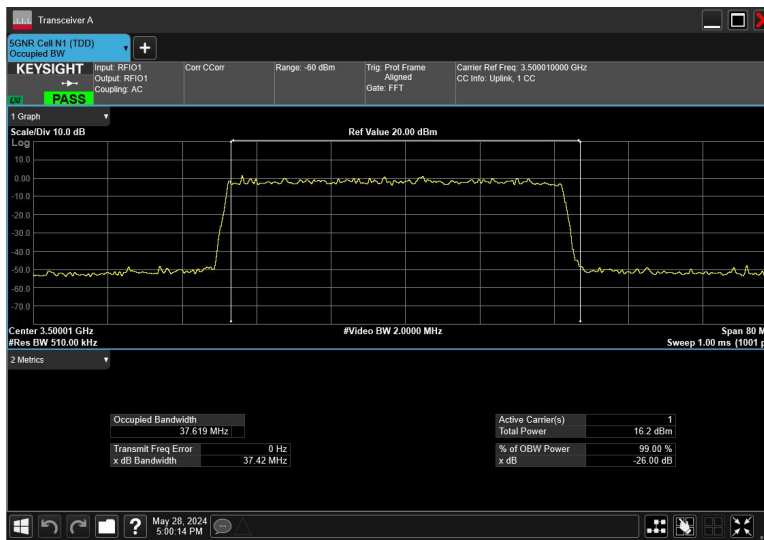 Transceiver A
5GNR Cell N1 (TDD)
Occupied BW
KEYSIGHT
LXI
PASS
Input: RFIO1
Output: RFIO1
Coupling: AC
Corr CCorr
Range: -60 dBm
Trig: Prot Frame
Aligned
Gate: FFT
Carrier Ref Freq: 3.500010000 GHz
CC Info: Uplink, 1 CC
1 Graph
Scale/Div 10.0 dB
Ref Value 20.00 dBm
Log
10.0
0.00
-10.0
-20.0
-30.0
-40.0
-50.0
-60.0
-70.0
Center 3.50001 GHz
#Video BW 2.0000 MHz
Span 80 M
#Res BW 510.00 kHz
Sweep 1.00 ms (1001 p
2 Metrics
Occupied Bandwidth
37.619 MHz
Transmit Freq Error 0 Hz
x dB Bandwidth 37.42 MHz
Active Carrier(s) 1
Total Power 16.2 dBm
% of OBW Power 99.00 %
x dB -26.00 dB
May 28, 2024
5:00:14 PM